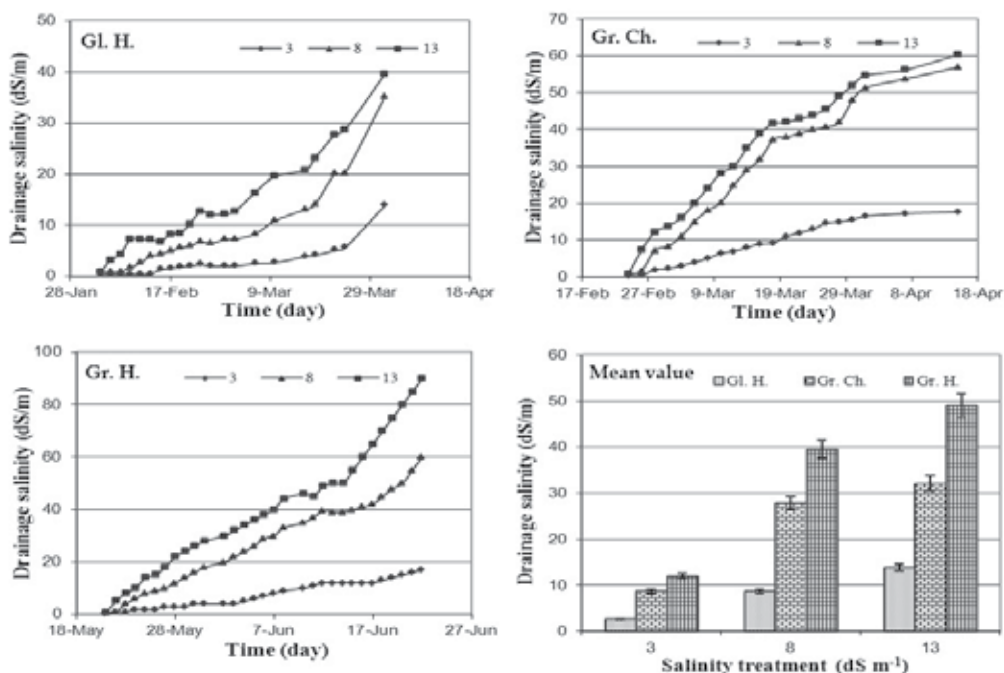 Gl. H.
3 8 13
Drainage salinity (dS/m)
50
40
30
20
10
0
28-Jan 17-Feb 9-Mar 29-Mar 18-Apr
Time (day)
Gr. Ch.
3 8 13
Drainage salinity (dS/m)
70
60
50
40
30
20
10
0
17-Feb 27-Feb 9-Mar 19-Mar 29-Mar 8-Apr 18-Apr
Time (day)
Gr. H.
3 8 13
Drainage salinity (dS/m)
100
80
60
40
20
0
18-May 28-May 7-Jun 17-Jun 27-Jun
Time (day)
Mean value
Gl. H. Gr. Ch. Gr. H.
Drainage salinity (dS/m)
60
50
40
30
20
10
0
3 8 13
Salinity treatment (dS m⁻¹)